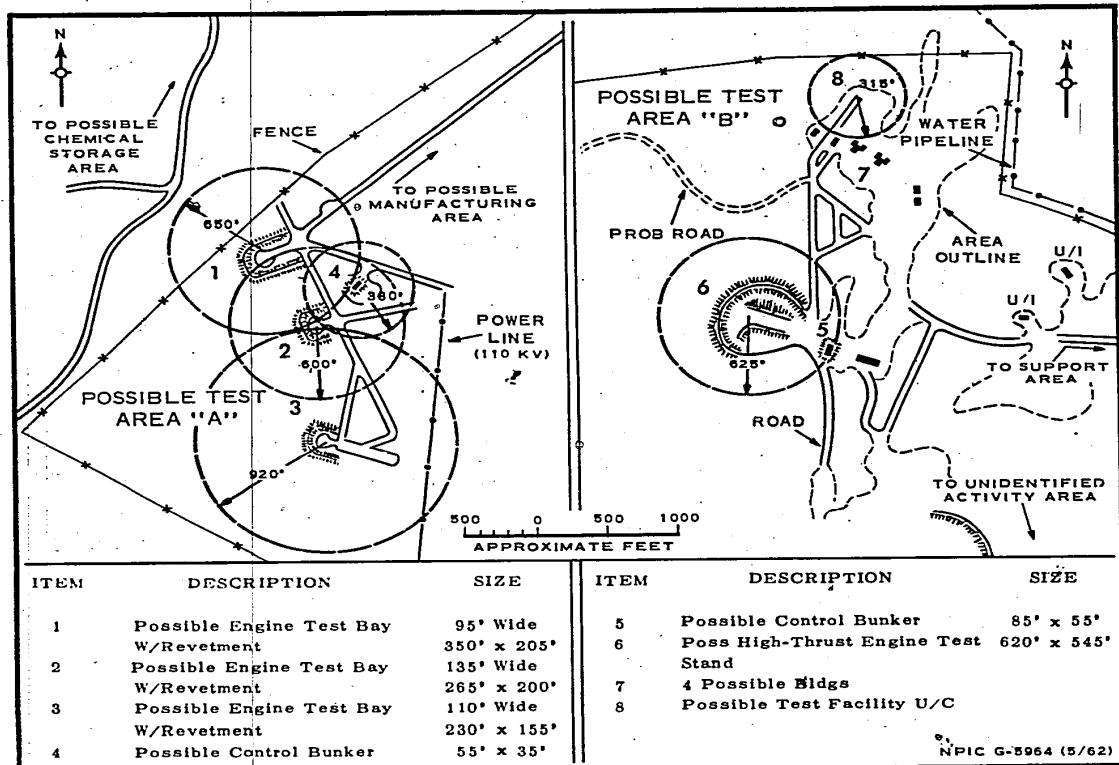 N
TO POSSIBLE
CHEMICAL
STORAGE
AREA
FENCE
TO POSSIBLE
MANUFACTURING
AREA
650'
1
4
380'
2
600'
POWER
LINE
(110 KV)
POSSIBLE TEST
AREA "A"
3
920'
N
8
315'
POSSIBLE TEST
AREA "B"
WATER
PIPELINE
7
PROB ROAD
AREA
OUTLINE
U/I
U/I
6
5
625'
TO SUPPORT
AREA
ROAD
TO UNIDENTIFIED
ACTIVITY AREA
500 0 500 1000
APPROXIMATE FEET
ITEM DESCRIPTION SIZE
1 Possible Engine Test Bay 95' Wide
W/Revetment 350' x 205'
2 Possible Engine Test Bay 135' Wide
W/Revetment 265' x 200'
3 Possible Engine Test Bay 110' Wide
W/Revetment 230' x 155'
4 Possible Control Bunker 55' x 35'
ITEM DESCRIPTION SIZE
5 Possible Control Bunker 85' x 55'
6 Poss High-Thrust Engine Test 620' x 545'
Stand
7 4 Possible Bldgs
8 Possible Test Facility U/C
NPIC G-5964 (5/62)